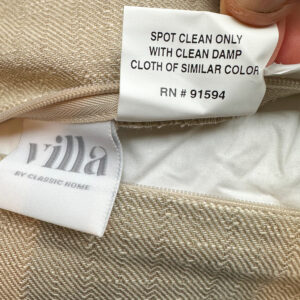 SPOT CLEAN ONLY
WITH CLEAN DAMP
CLOTH OF SIMILAR COLOR
RN # 91594
villa
BY CLASSIC HOME